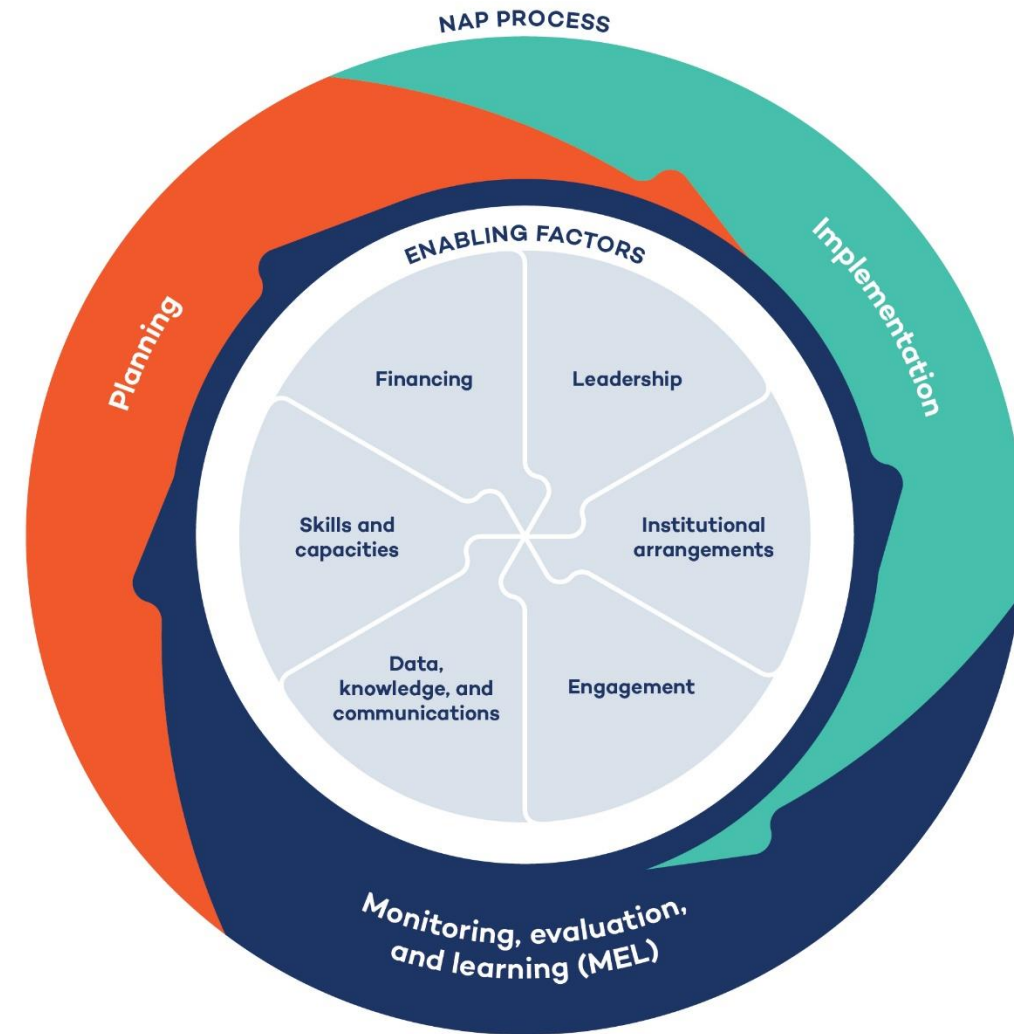 NAP PROCESS
Planning
Implementation
Monitoring, evaluation,
and learning (MEL)
ENABLING FACTORS
Financing
Leadership
Skills and
capacities
Institutional
arrangements
Data,
knowledge, and
communications
Engagement